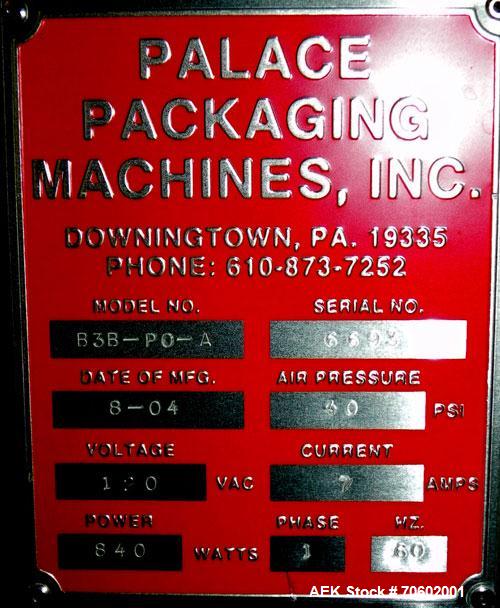 PALACE
PACKAGING
MACHINES, INC.
DOWNINGTOWN, PA. 19335
PHONE: 610-873-7252
MODEL NO. SERIAL NO.
B3B-PO-A
DATE OF MFG. AIR PRESSURE
8-04 PSI
VOLTAGE CURRENT
120 VAC 7 AMPS
POWER PHASE HZ.
840 WATTS 1 60
AEK Stock # 70602001